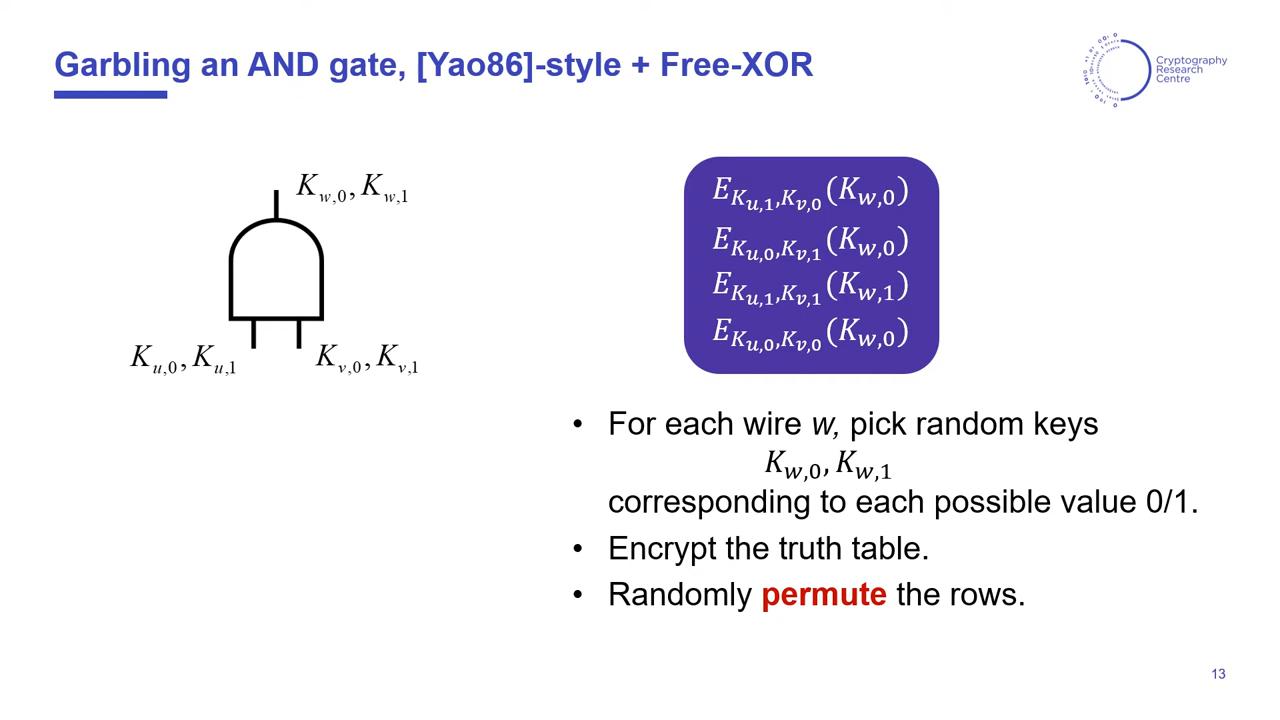 Garbling an AND gate, [Yao86]-style + Free-XOR
Cryptography
Research
Centre
K_{w,0}, K_{w,1}
K_{u,0}, K_{u,1}
K_{v,0}, K_{v,1}
E_{K_{u,1},K_{v,0}}(K_{w,0})
E_{K_{u,0},K_{v,1}}(K_{w,0})
E_{K_{u,1},K_{v,1}}(K_{w,1})
E_{K_{u,0},K_{v,0}}(K_{w,0})
• For each wire w, pick random keys
K_{w,0}, K_{w,1}
corresponding to each possible value 0/1.
• Encrypt the truth table.
• Randomly permute the rows.
13